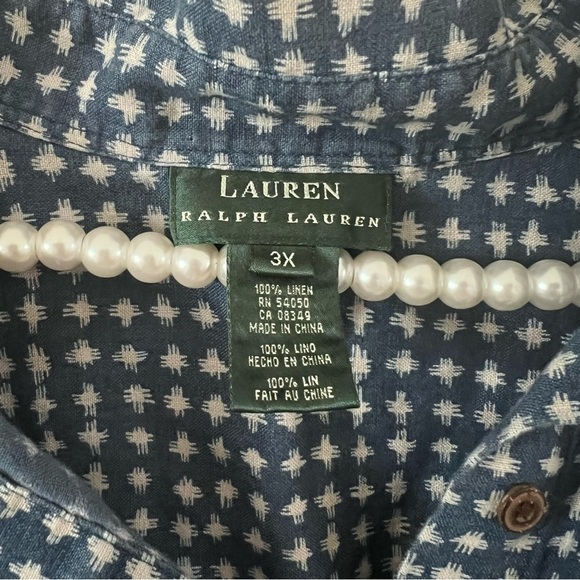 LAUREN
RALPH LAUREN
3X
100% LINEN
RN 54050
CA 08349
MADE IN CHINA
100% LINO
HECHO EN CHINA
100% LIN
FAIT AU CHINE